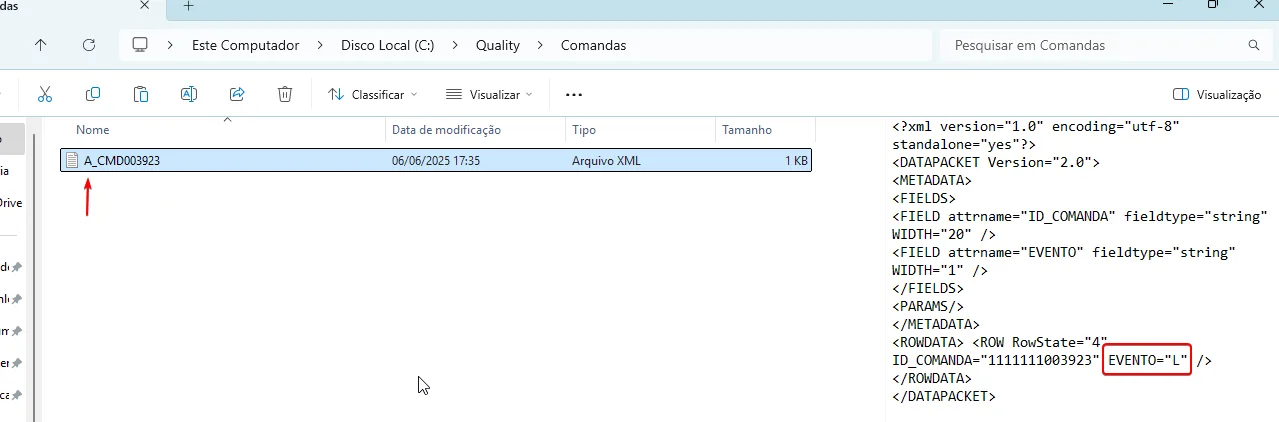 das
Este Computador > Disco Local (C:) > Quality > Comandas
Pesquisar em Comandas
Classificar
Visualizar
Visualização
Nome
Data de modificação
Tipo
Tamanho
A_CMD003923
06/06/2025 17:35
Arquivo XML
1 KB
ia
Drive
<?xml version="1.0" encoding="utf-8"
standalone="yes"?>
<DATAPACKET Version="2.0">
<METADATA>
<FIELDS>
<FIELD attrname="ID_COMANDA" fieldtype="string"
WIDTH="20" />
<FIELD attrname="EVENTO" fieldtype="string"
WIDTH="1" />
</FIELDS>
<PARAMS/>
</METADATA>
<ROWDATA> <ROW RowState="4"
ID_COMANDA="1111111003923" EVENTO="L" />
</ROWDATA>
</DATAPACKET>